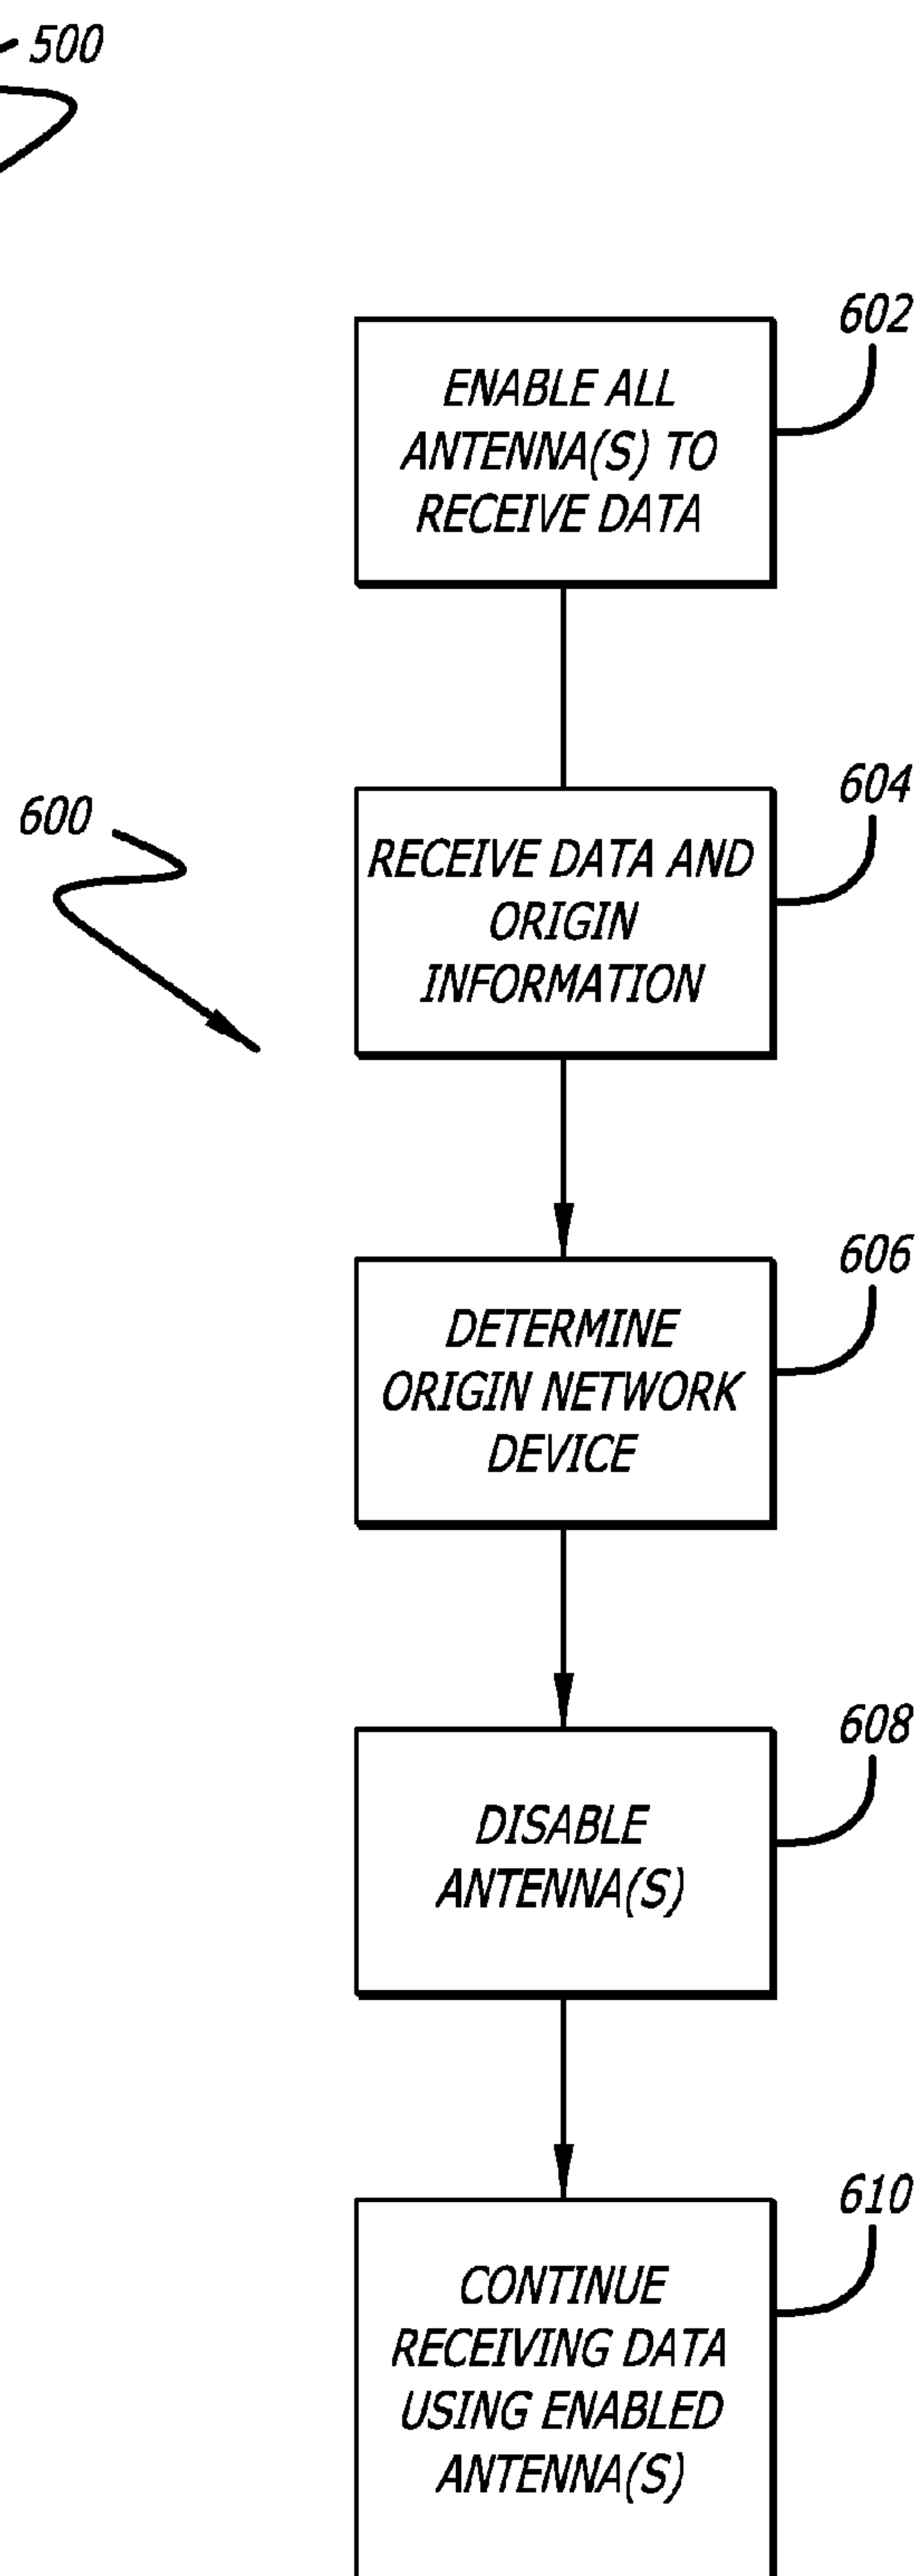 500
602
ENABLE ALL
ANTENNA(S) TO
RECEIVE DATA
604
600
RECEIVE DATA AND
ORIGIN
INFORMATION
606
DETERMINE
ORIGIN NETWORK
DEVICE
608
DISABLE
ANTENNA(S)
610
CONTINUE
RECEIVING DATA
USING ENABLED
ANTENNA(S)